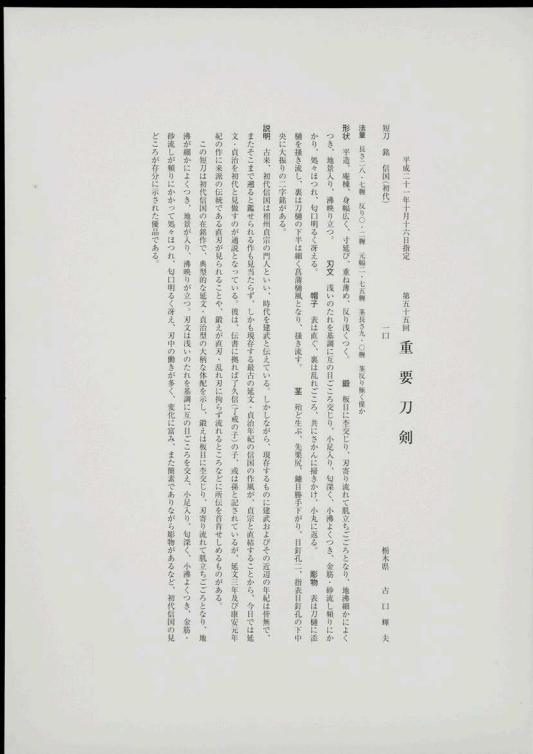 平成二十一年十月十六日指定
第五十五回 重要刀剣
一口
栃木県 古口輝夫
短刀 銘 信国(初代)
法量 長さ二八・七糎 反り〇・二糎 元幅二・七五糎 茎長さ九・〇糎 茎反り極く僅か
形状 平造、庵棟、身幅広く、寸延び、重ね薄め、反り浅くつく。 鍛 板目に杢交じり、刃寄り流れて肌立ちごころとなり、地沸細かによく
つき、地景入り、沸映り立つ。 刃文 浅いのたれを基調に互の目ごころ交じり、小足入り、匂深く、小沸よくつき、金筋・砂流し頻りにか
かり、処々ほつれ、匂口明るく冴える。 帽子 表は直ぐ、裏は乱れごころ、共にさかんに掃きかけ、小丸に返る。 彫物 表は刀樋に添
樋を掻き流し、裏は刀樋の下半は細く菖蒲樋風となり、掻き流す。 茎 殆ど生ぶ、先栗尻、鑢目勝手下がり、目釘孔二、指表目釘孔の下中
央に大振りの二字銘がある。
説明 古来、初代信国は相州貞宗の門人といい、時代を建武と伝えている。しかしながら、現存するものに建武およびその近辺の年紀は皆無で、
またそこまで遡ると鑑せられる作も見当たらず、しかも現存する最古の延文・貞治年紀の信国の作風が、貞宗と直結することから、今日では延
文・貞治を初代と見做すのが通説となっている。彼は、伝書に拠れば了久信(了戒の子)の子、或は孫と記されているが、延文三年及び康安元年
紀の作に来派の伝統である直刃が見られることや、鍛えが直刃・乱れ刃に拘らず流れるところなどに所伝を首肯せしめるものがある。
この短刀は初代信国の在銘作で、典型的な延文・貞治型の大柄な体配を示し、鍛えは板目に杢交じり、刃寄り流れて肌立ちごころとなり、地
沸が細かによくつき、地景が入り、沸映りが立つ。刃文は浅いのたれを基調に互の目ごころを交え、小足入り、匂深く、小沸よくつき、金筋・
砂流しが頻りにかかって処々ほつれ、匂口明るく冴え、刃中の働きが多く、変化に富み、また簡素でありながら彫物があるなど、初代信国の見
どころが存分に示された優品である。